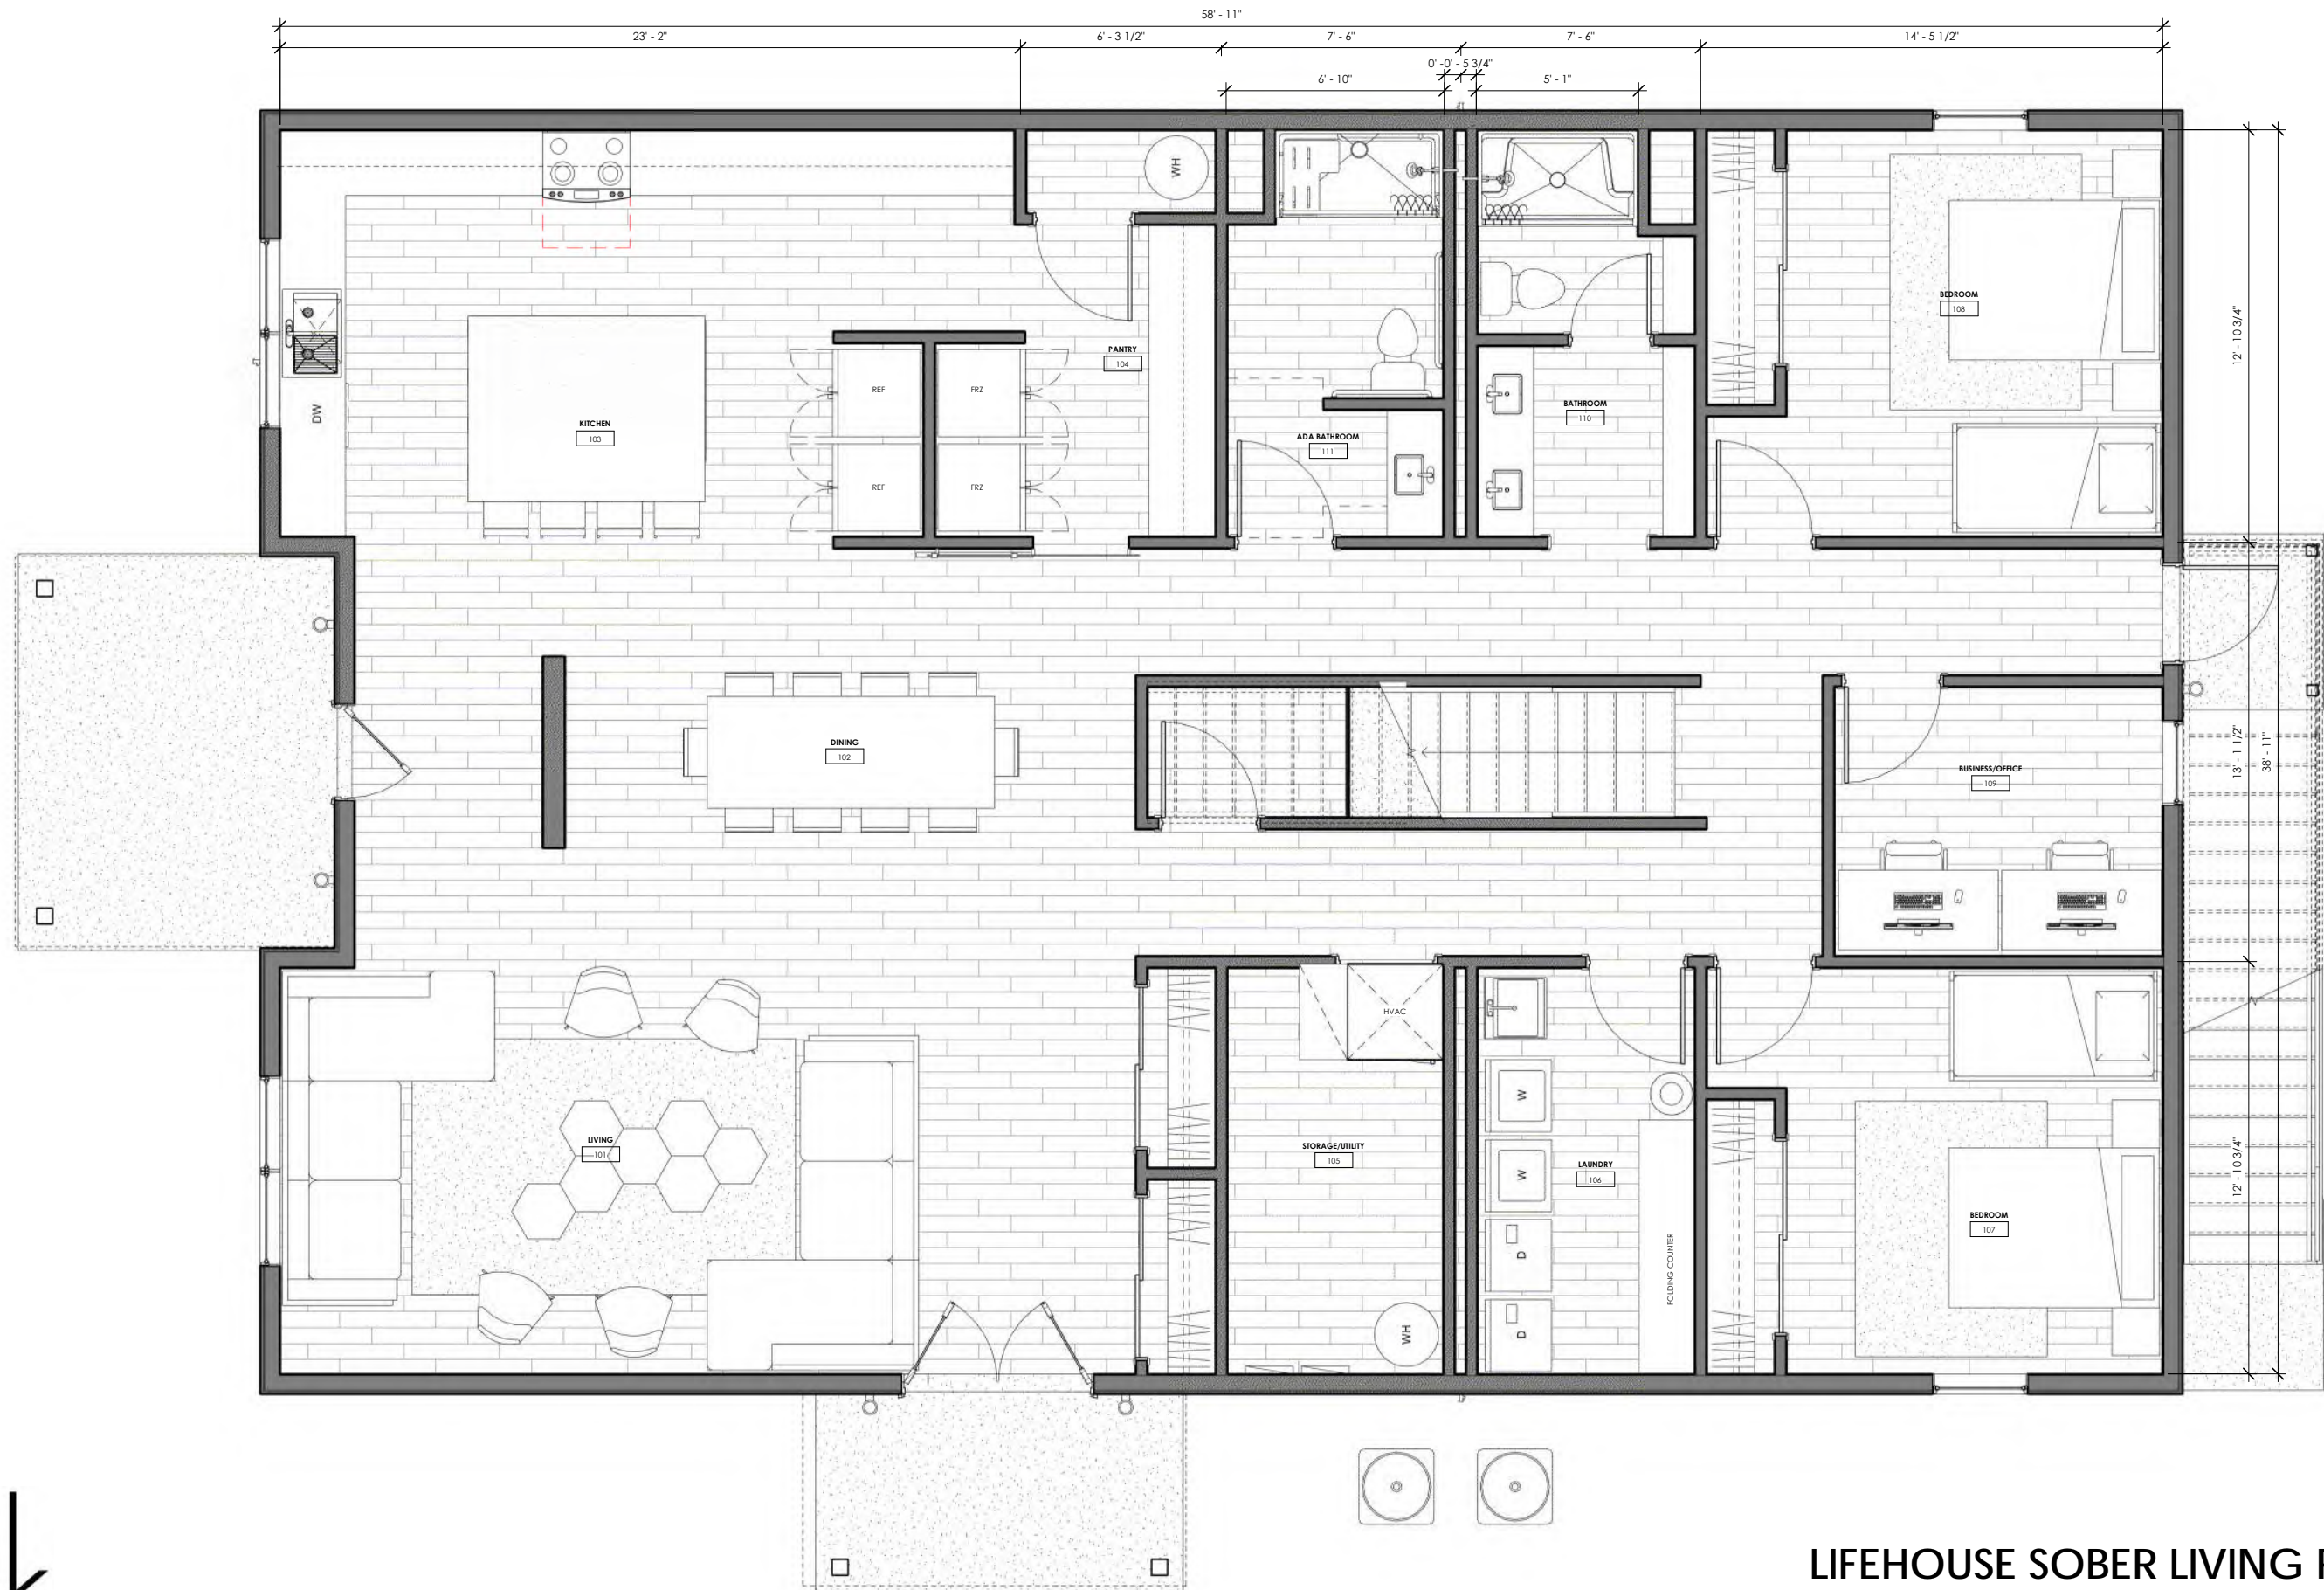 58' - 11"
23' - 2"
6' - 3 1/2"
7' - 6"
7' - 6"
14' - 5 1/2"
0' -0' - 5 3/4"
6' - 10"
5' - 1"
WH
BEDROOM
108
12' - 10 3/4"
PANTRY
104
REF
FRZ
DW
KITCHEN
103
BATHROOM
110
ADA BATHROOM
111
REF
FRZ
DINING
102
13' - 1 1/2"
38' - 11"
BUSINESS/OFFICE
109
HVAC
W
LIVING
101
STORAGE/UTILITY
105
W
LAUNDRY
106
12' - 10 3/4"
BEDROOM
107
D
FOLDING COUNTER
D
WH
LIFEHOUSE SOBER LIVING